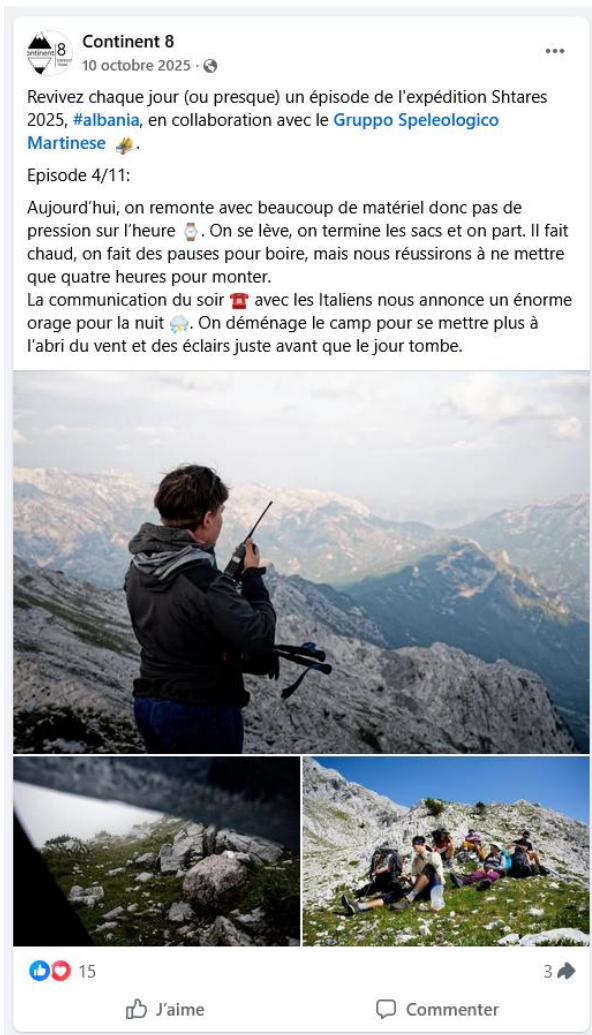 Continent 8
10 octobre 2025 ·
Revivez chaque jour (ou presque) un épisode de l'expédition Shtares
2025, #albania, en collaboration avec le Gruppo Speleologico
Martinese.
Episode 4/11:
Aujourd'hui, on remonte avec beaucoup de matériel donc pas de
pression sur l'heure ⌚. On se lève, on termine les sacs et on part. Il fait
chaud, on fait des pauses pour boire, mais nous réussirons à ne mettre
que quatre heures pour monter.
La communication du soir ☎️ avec les Italiens nous annonce un énorme
orage pour la nuit ⛈️. On déménage le camp pour se mettre plus à
l'abri du vent et des éclairs juste avant que le jour tombe.
15
3
J'aime
Commenter